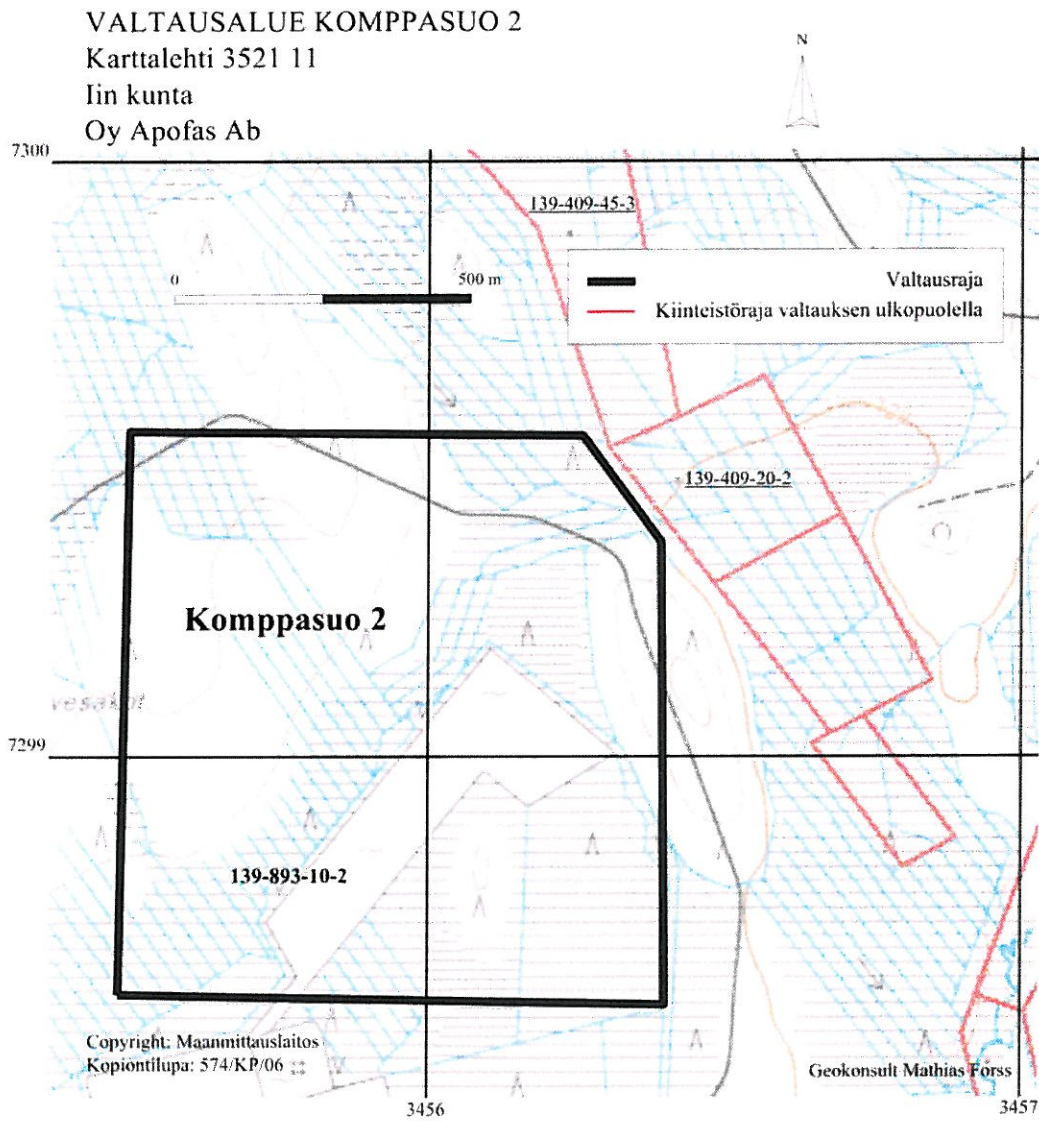 VALTAUSALUE KOMPPASUO 2
Karttalehti 3521 11
Iin kunta
Oy Apofas Ab
N
7300
139-409-45-3
0
500 m
Valtausraja
Kiinteistöraja valtauksen ulkopuolella
139-409-20-2
Komppasuo 2
7299
139-893-10-2
Copyright: Maanmittauslaitos
Kopiontilupa: 574/KP/06
Geokonsult Mathias Forss
3456
3457